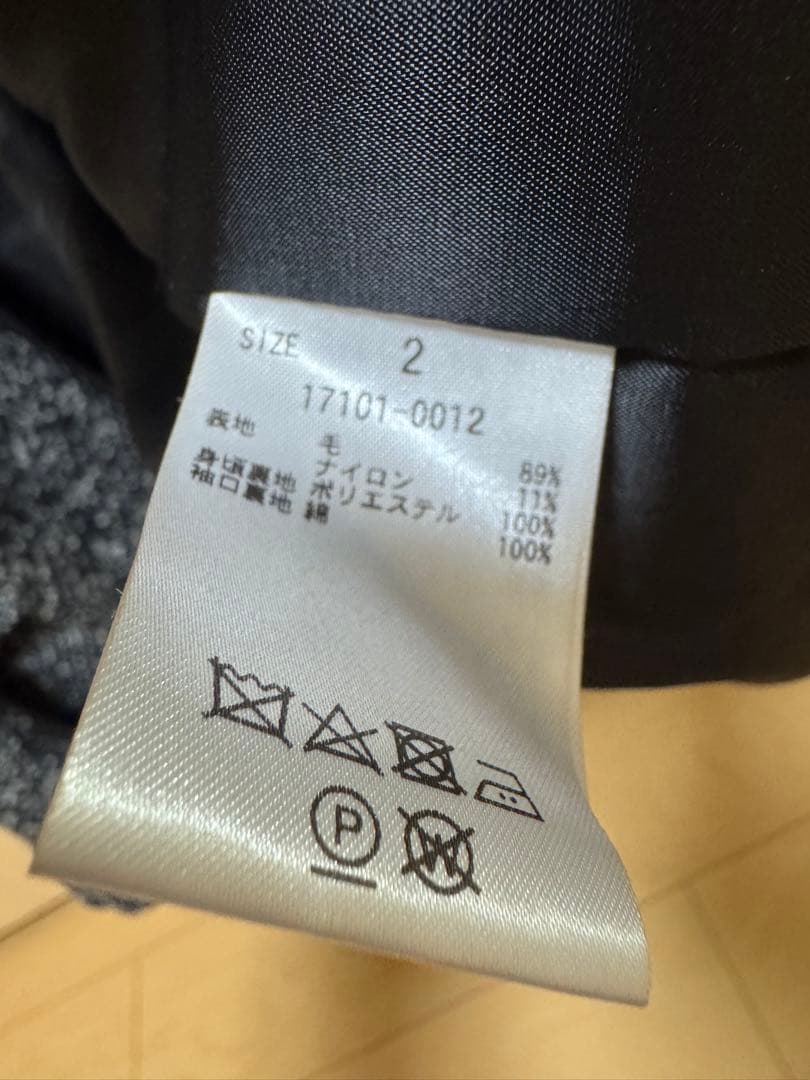 SIZE 2
17101-0012
表地 毛 89%
ナイロン 11%
身頃裏地 ポリエステル 100%
袖口裏地 綿 100%
P
W